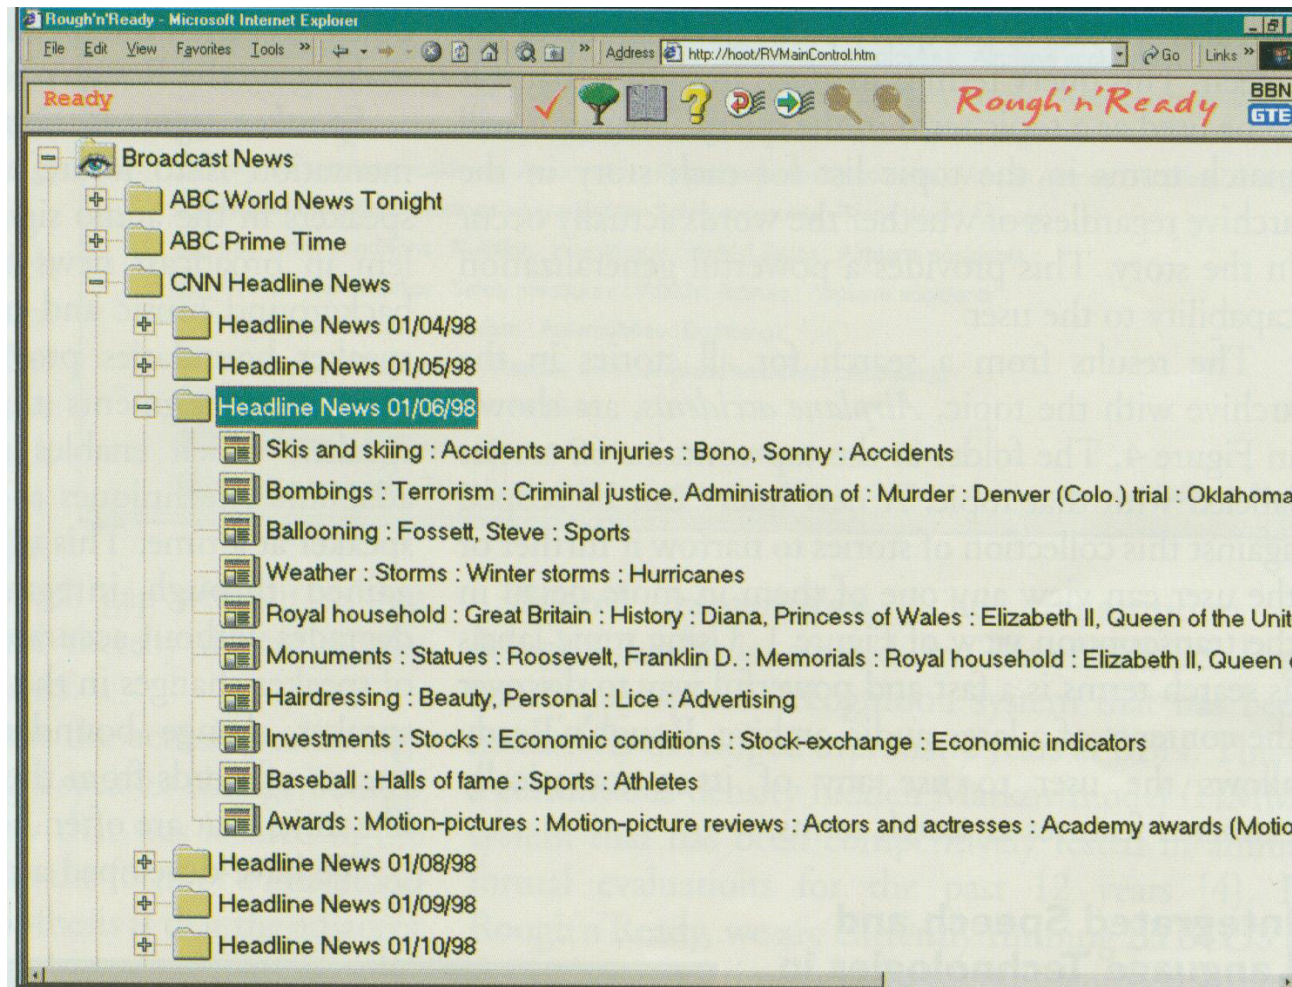 Rough'n'Ready - Microsoft Internet Explorer
File Edit View Favorites Tools » » Address http://hoot/RVMainControl.htm Go Links »
Ready Rough'n'Ready BBN
GTE
Broadcast News
ABC World News Tonight
ABC Prime Time
CNN Headline News
Headline News 01/04/98
Headline News 01/05/98
Headline News 01/06/98
Skis and skiing : Accidents and injuries : Bono, Sonny : Accidents
Bombings : Terrorism : Criminal justice, Administration of : Murder : Denver (Colo.) trial : Oklahoma
Ballooning : Fossett, Steve : Sports
Weather : Storms : Winter storms : Hurricanes
Royal household : Great Britain : History : Diana, Princess of Wales : Elizabeth II, Queen of the Unit
Monuments : Statues : Roosevelt, Franklin D. : Memorials : Royal household : Elizabeth II, Queen
Hairdressing : Beauty, Personal : Lice : Advertising
Investments : Stocks : Economic conditions : Stock-exchange : Economic indicators
Baseball : Halls of fame : Sports : Athletes
Awards : Motion-pictures : Motion-picture reviews : Actors and actresses : Academy awards (Motio
Headline News 01/08/98
Headline News 01/09/98
Headline News 01/10/98